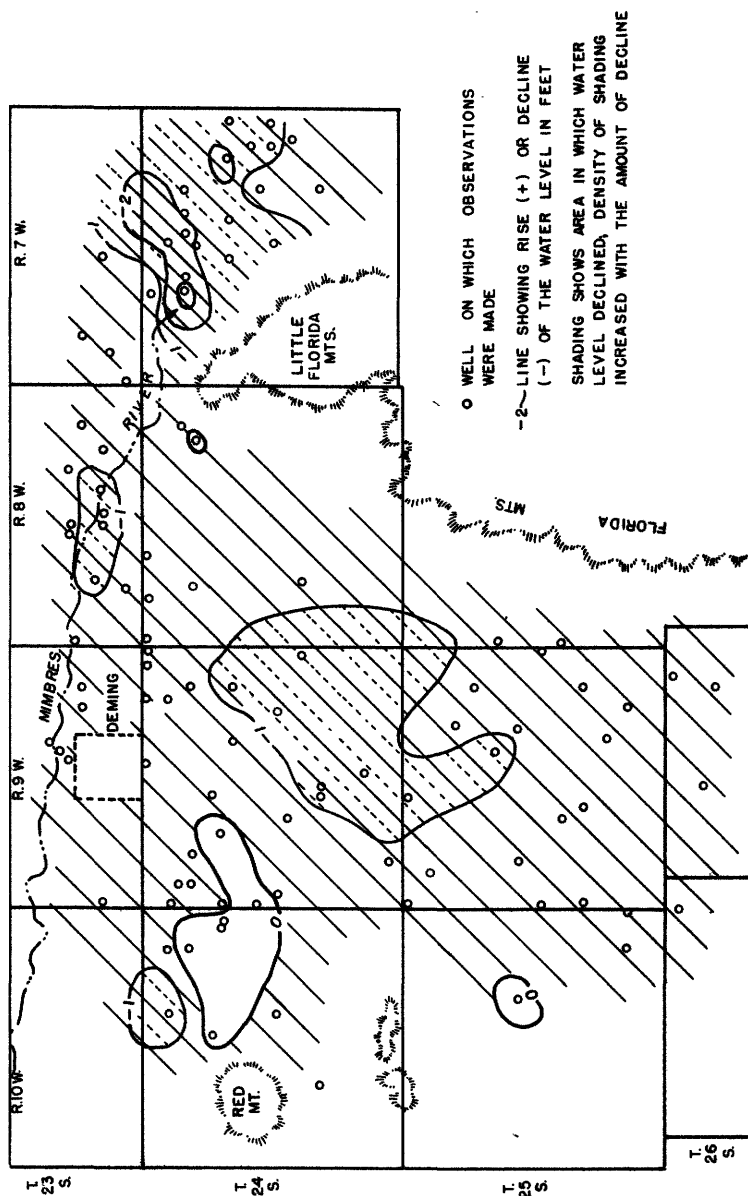 R.10 W.
R. 9 W.
R. 8 W.
R. 7 W.
T.
23
S.
T.
24
S.
T.
25
S.
T.
26
S.
MIMBRES
RIVER
DEMING
RED
MT.
LITTLE
FLORIDA
MTS.
FLORIDA
MTS.
1
1
1
1
1
2
0
0
O WELL ON WHICH OBSERVATIONS
WERE MADE
-2~ LINE SHOWING RISE (+) OR DECLINE
(-) OF THE WATER LEVEL IN FEET
SHADING SHOWS AREA IN WHICH WATER
LEVEL DECLINED, DENSITY OF SHADING
INCREASED WITH THE AMOUNT OF DECLINE